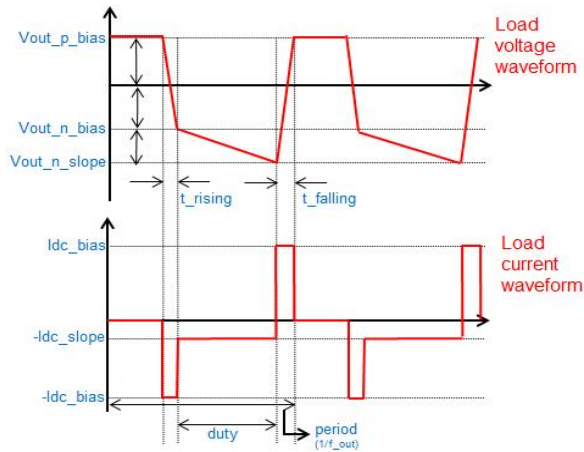 Load
voltage
waveform
Vout_p_bias
Vout_n_bias
Vout_n_slope
t_rising
t_falling
Idc_bias
Load
current
waveform
-Idc_slope
-Idc_bias
duty
period
(1/f_out)